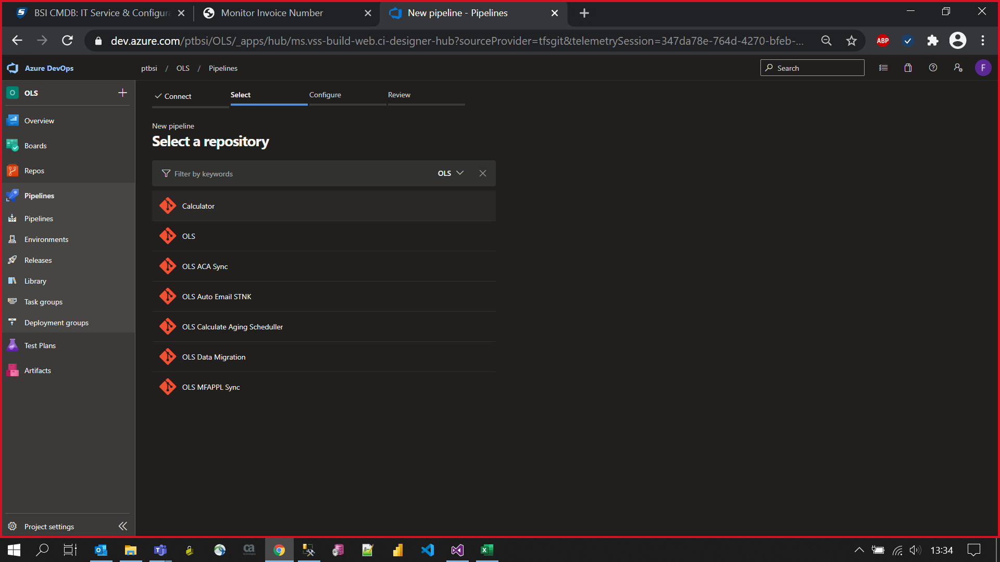 BSI CMDB: IT Service & Configura
Monitor Invoice Number
New pipeline - Pipelines
dev.azure.com/ptbsi/OLS/_apps/hub/ms.vss-build-web.ci-designer-hub?sourceProvider=tfsgit&telemetrySession=347da78e-764d-4270-bfeb-...
ABP
Azure DevOps
ptbsi / OLS / Pipelines
Search
F
O OLS
Overview
Boards
Repos
Pipelines
Pipelines
Environments
Releases
Library
Task groups
Deployment groups
Test Plans
Artifacts
Project settings
Connect
Select
Configure
Review
New pipeline
Select a repository
Filter by keywords
OLS
Calculator
OLS
OLS ACA Sync
OLS Auto Email STNK
OLS Calculate Aging Scheduller
OLS Data Migration
OLS MFAPPL Sync
ca
13:34